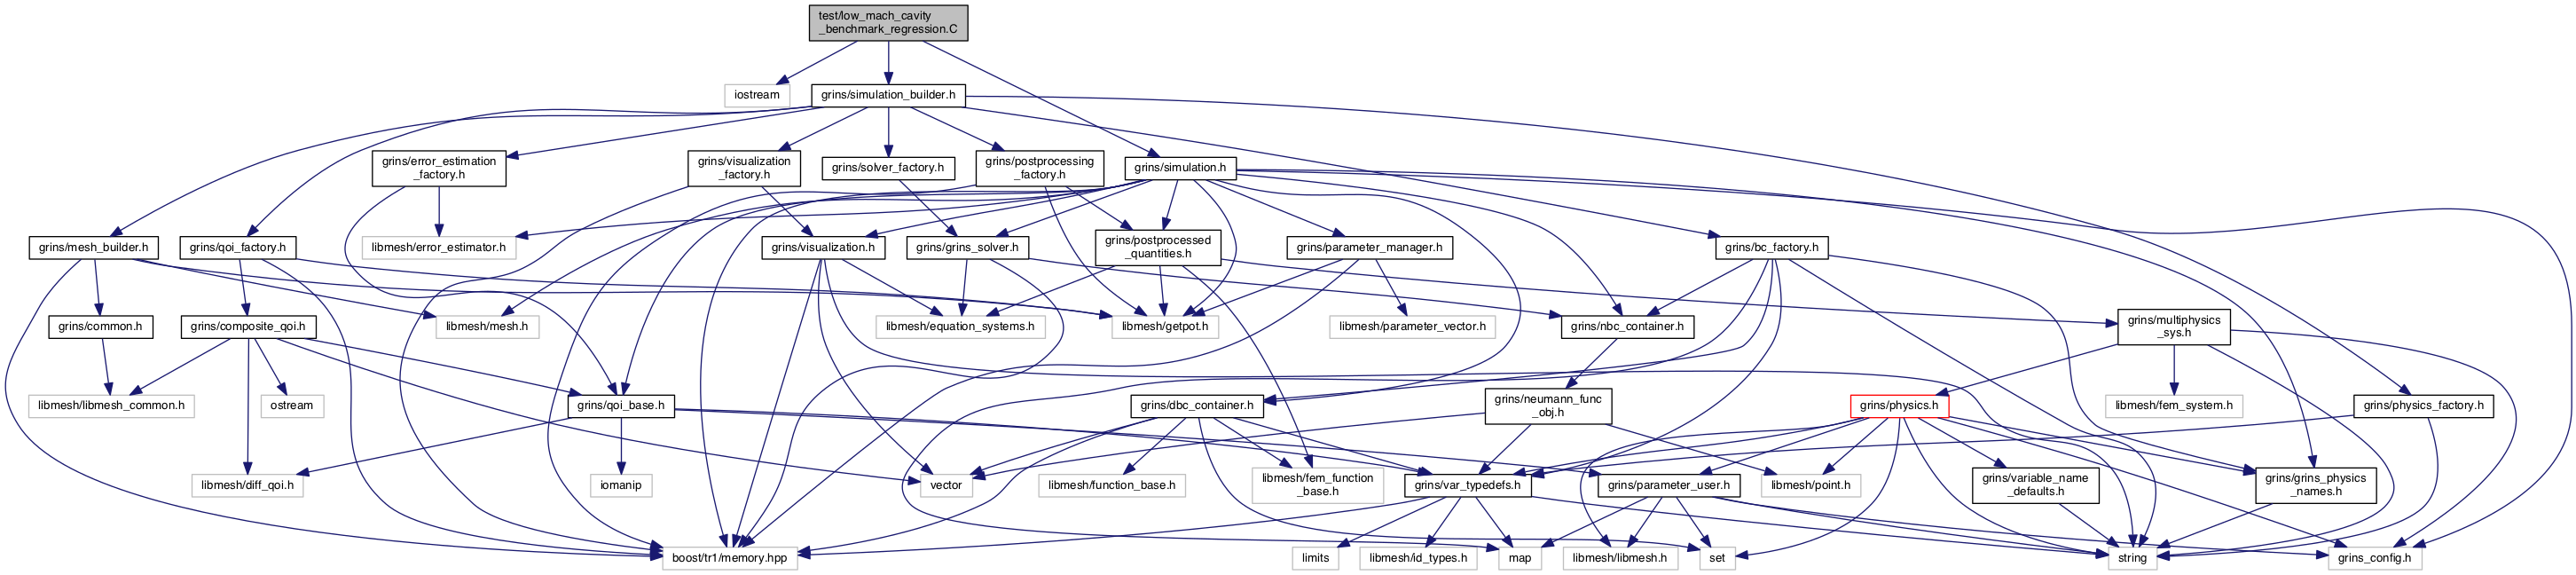 test/low_mach_cavity
_benchmark_regression.C
iostream
grins/simulation_builder.h
grins/error_estimation
_factory.h
grins/visualization
_factory.h
grins/solver_factory.h
grins/postprocessing
_factory.h
grins/simulation.h
grins/mesh_builder.h
grins/qoi_factory.h
libmesh/error_estimator.h
grins/visualization.h
grins/grins_solver.h
grins/postprocessed
_quantities.h
grins/parameter_manager.h
grins/bc_factory.h
grins/common.h
grins/composite_qoi.h
libmesh/mesh.h
libmesh/equation_systems.h
libmesh/getpot.h
libmesh/parameter_vector.h
grins/nbc_container.h
grins/multiphysics
_sys.h
libmesh/libmesh_common.h
ostream
grins/qoi_base.h
grins/dbc_container.h
grins/neumann_func
_obj.h
grins/physics.h
libmesh/fem_system.h
grins/physics_factory.h
libmesh/diff_qoi.h
iomanip
vector
libmesh/function_base.h
libmesh/fem_function
_base.h
grins/var_typedefs.h
grins/parameter_user.h
libmesh/point.h
grins/variable_name
_defaults.h
grins/grins_physics
_names.h
boost/tr1/memory.hpp
limits
libmesh/id_types.h
map
libmesh/libmesh.h
set
string
grins_config.h